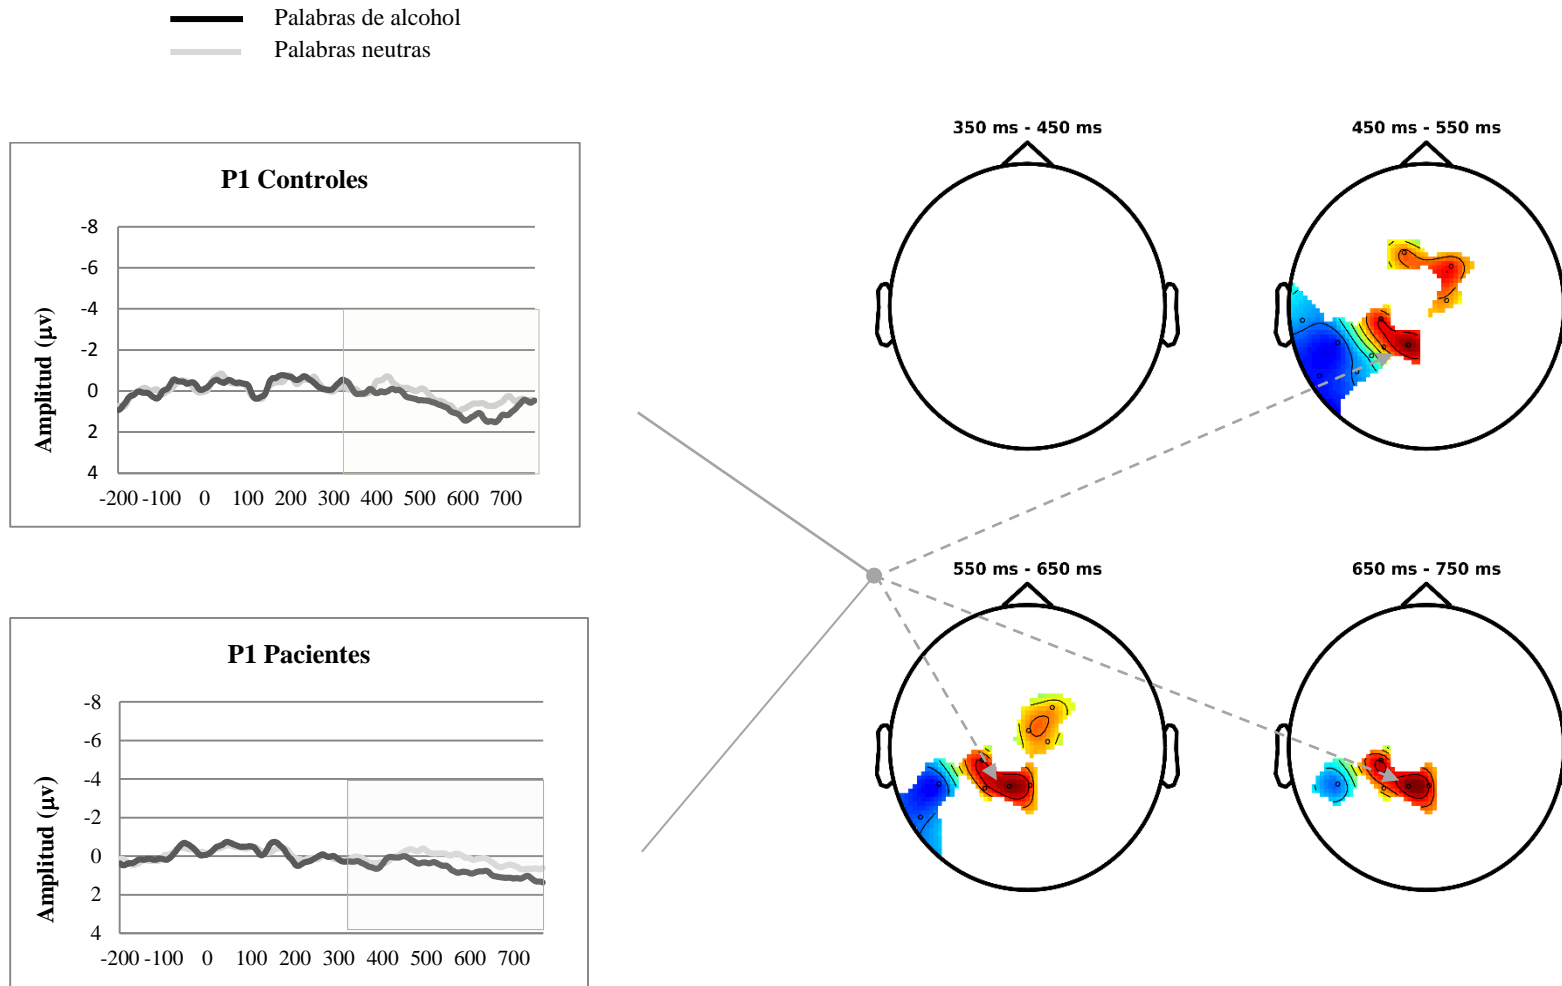 Palabras de alcohol
Palabras neutras
P1 Controles
Amplitud (μv)
-8
-6
-4
-2
0
2
4
-200 -100 0 100 200 300 400 500 600 700
P1 Pacientes
Amplitud (μv)
-8
-6
-4
-2
0
2
4
-200 -100 0 100 200 300 400 500 600 700
350 ms - 450 ms
450 ms - 550 ms
550 ms - 650 ms
650 ms - 750 ms